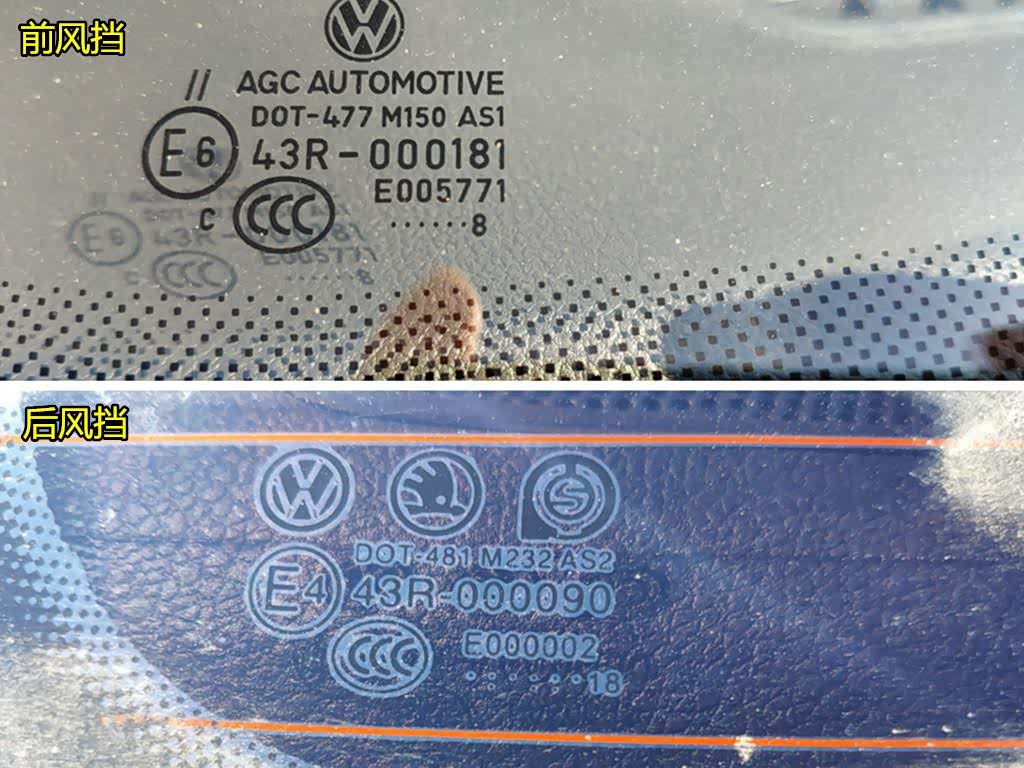 前风挡
// AGC AUTOMOTIVE
DOT-477 M150 AS1
E6 43R-000181
E005771
c CCC
......8
后风挡
DOT-481 M232 AS2
E4 43R-000090
CCC E000002
.......18